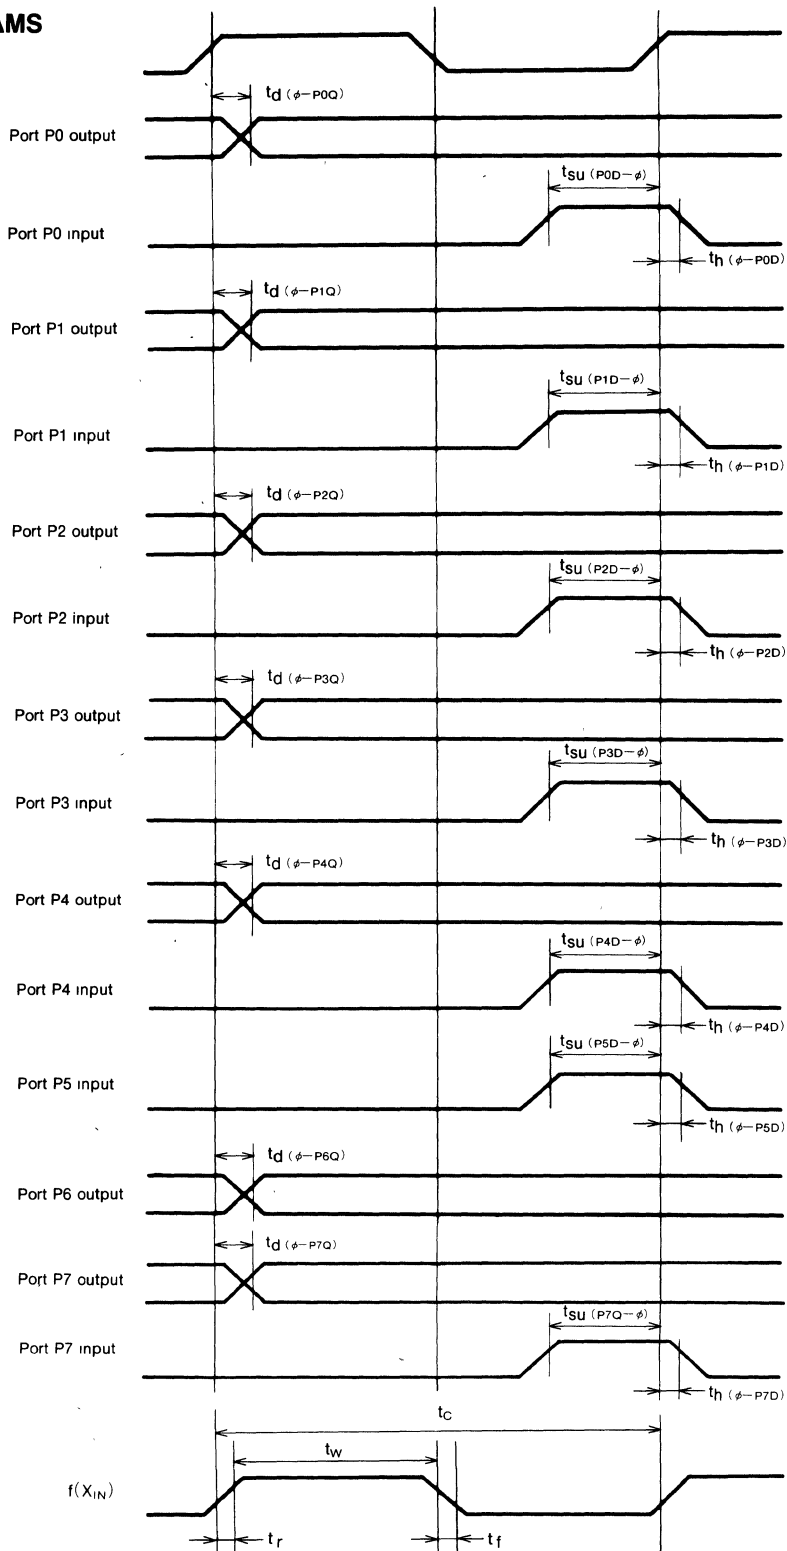 AMS
td (φ−P0Q)
Port P0 output
tsu (P0D−φ)
Port P0 input
th (φ−P0D)
td (φ−P1Q)
Port P1 output
tsu (P1D−φ)
Port P1 input
th (φ−P1D)
td (φ−P2Q)
Port P2 output
tsu (P2D−φ)
Port P2 input
th (φ−P2D)
td (φ−P3Q)
Port P3 output
tsu (P3D−φ)
Port P3 input
th (φ−P3D)
td (φ−P4Q)
Port P4 output
tsu (P4D−φ)
Port P4 input
th (φ−P4D)
tsu (P5D−φ)
Port P5 input
th (φ−P5D)
td (φ−P6Q)
Port P6 output
td (φ−P7Q)
Port P7 output
tsu (P7Q−φ)
Port P7 input
th (φ−P7D)
tC
tw
f(XIN)
tr tf